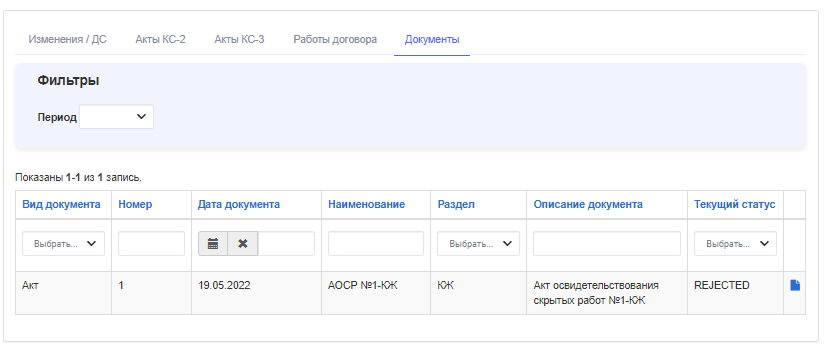 Изменения / ДС Акты КС-2 Акты КС-3 Работы договора Документы
Фильтры
Период
Показаны 1-1 из 1 запись.
Вид документа Номер Дата документа Наименование Раздел Описание документа Текущий статус
Выбрать... Выбрать... Выбрать...
Акт 1 19.05.2022 АОСР №1-КЖ КЖ Акт освидетельствования REJECTED
скрытых работ №1-КЖ